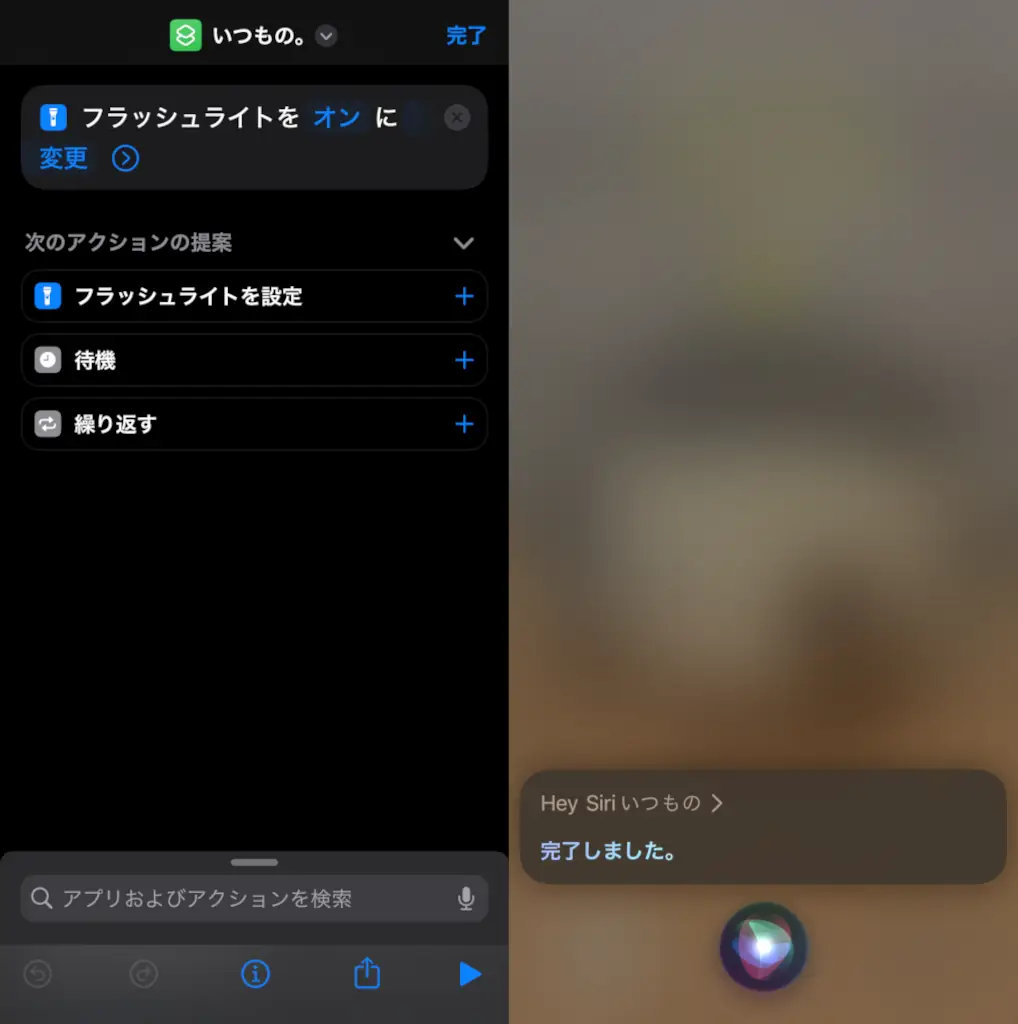 いつもの。
完了
フラッシュライトを オン に
変更
次のアクションの提案
フラッシュライトを設定
待機
繰り返す
アプリおよびアクションを検索
Hey Siri いつもの
完了しました。